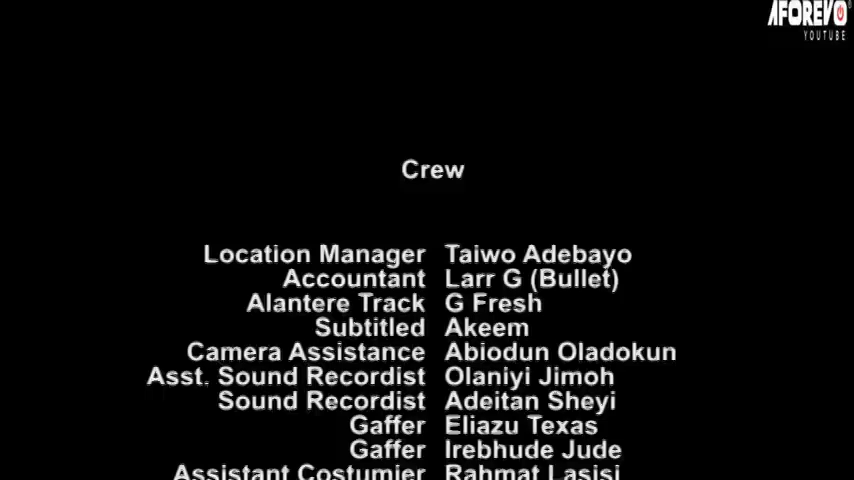 AFOREVO
YOUTUBE
Crew
Location Manager Taiwo Adebayo
Accountant Larr G (Bullet)
Alantere Track G Fresh
Subtitled Akeem
Camera Assistance Abiodun Oladokun
Asst. Sound Recordist Olaniyi Jimoh
Sound Recordist Adeitan Sheyi
Gaffer Eliazu Texas
Gaffer Irebhude Jude
Assistant Costumier Rahmat Lasisi